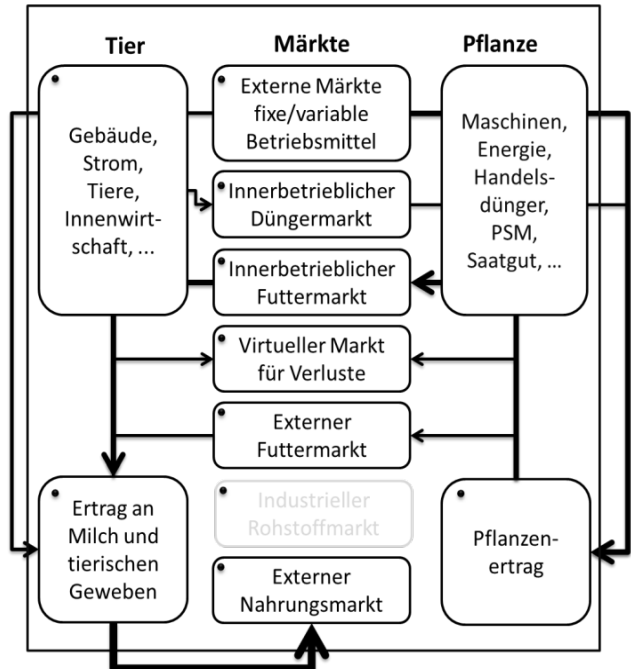 Tier
Märkte
Pflanze
Gebäude,
Strom,
Tiere,
Innenwirt-
schaft, ...
Externe Märkte
fixe/variable
Betriebsmittel
Innerbetrieblicher
Düngermarkt
Innerbetrieblicher
Futtermarkt
Virtueller Markt
für Verluste
Externer
Futtermarkt
Industrieller
Rohstoffmarkt
Externer
Nahrungsmarkt
Maschinen,
Energie,
Handels-
dünger,
PSM,
Saatgut, ...
Ertrag an
Milch und
tierischen
Geweben
Pflanzen-
ertrag